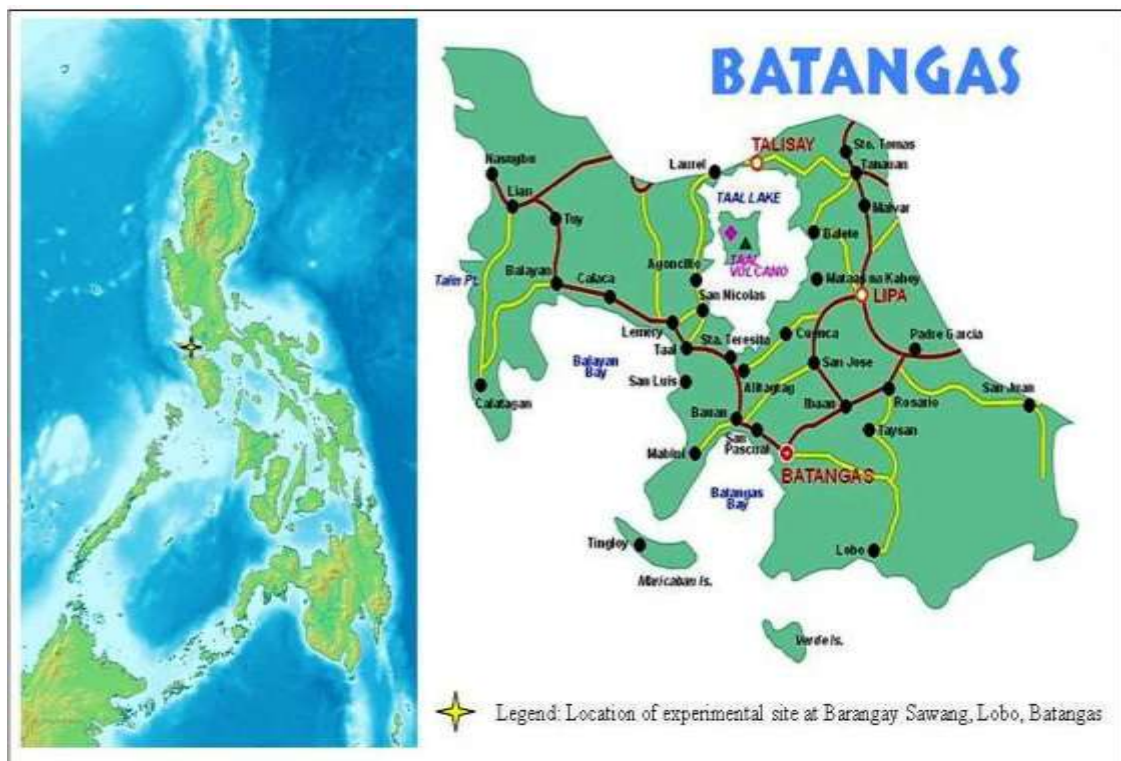 BATANGAS
TALISAY
Sto. Tomas
Tanauan
Laurel
Nasugbu
Lian
TAAL LAKE
Malvar
Tuy
Balete
TAAL
VOLCANO
Agoncillo
Talin Pt.
Balayan
Calaca
Mataas na Kahoy
San Nicolas
LIPA
Lemery
Cuenca
Padre Garcia
Taal
Sta. Teresita
Balayan
Bay
San Jose
San Luis
Alitagtag
San Juan
Calatagan
Ibaan
Rosario
Bauan
San
Pascual
Taysan
Mabini
BATANGAS
Batangas
Bay
Tingloy
Lobo
Maricaban Is.
Verde Is.
Legend: Location of experimental site at Barangay Sawang, Lobo, Batangas